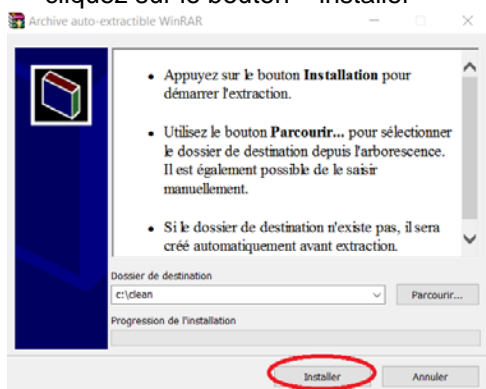 cliquez sur le bouton « installer
Archive auto-extractible WinRAR
• Appuyez sur le bouton Installation pour
démarrer l'extraction.
• Utilisez le bouton Parcourir... pour sélectionner
le dossier de destination depuis l'arborescence.
Il est également possible de le saisir
manuellement.
• Si le dossier de destination n'existe pas, il sera
créé automatiquement avant extraction.
Dossier de destination
c:\clean
Parcourir...
Progression de l'installation
Installer
Annuler